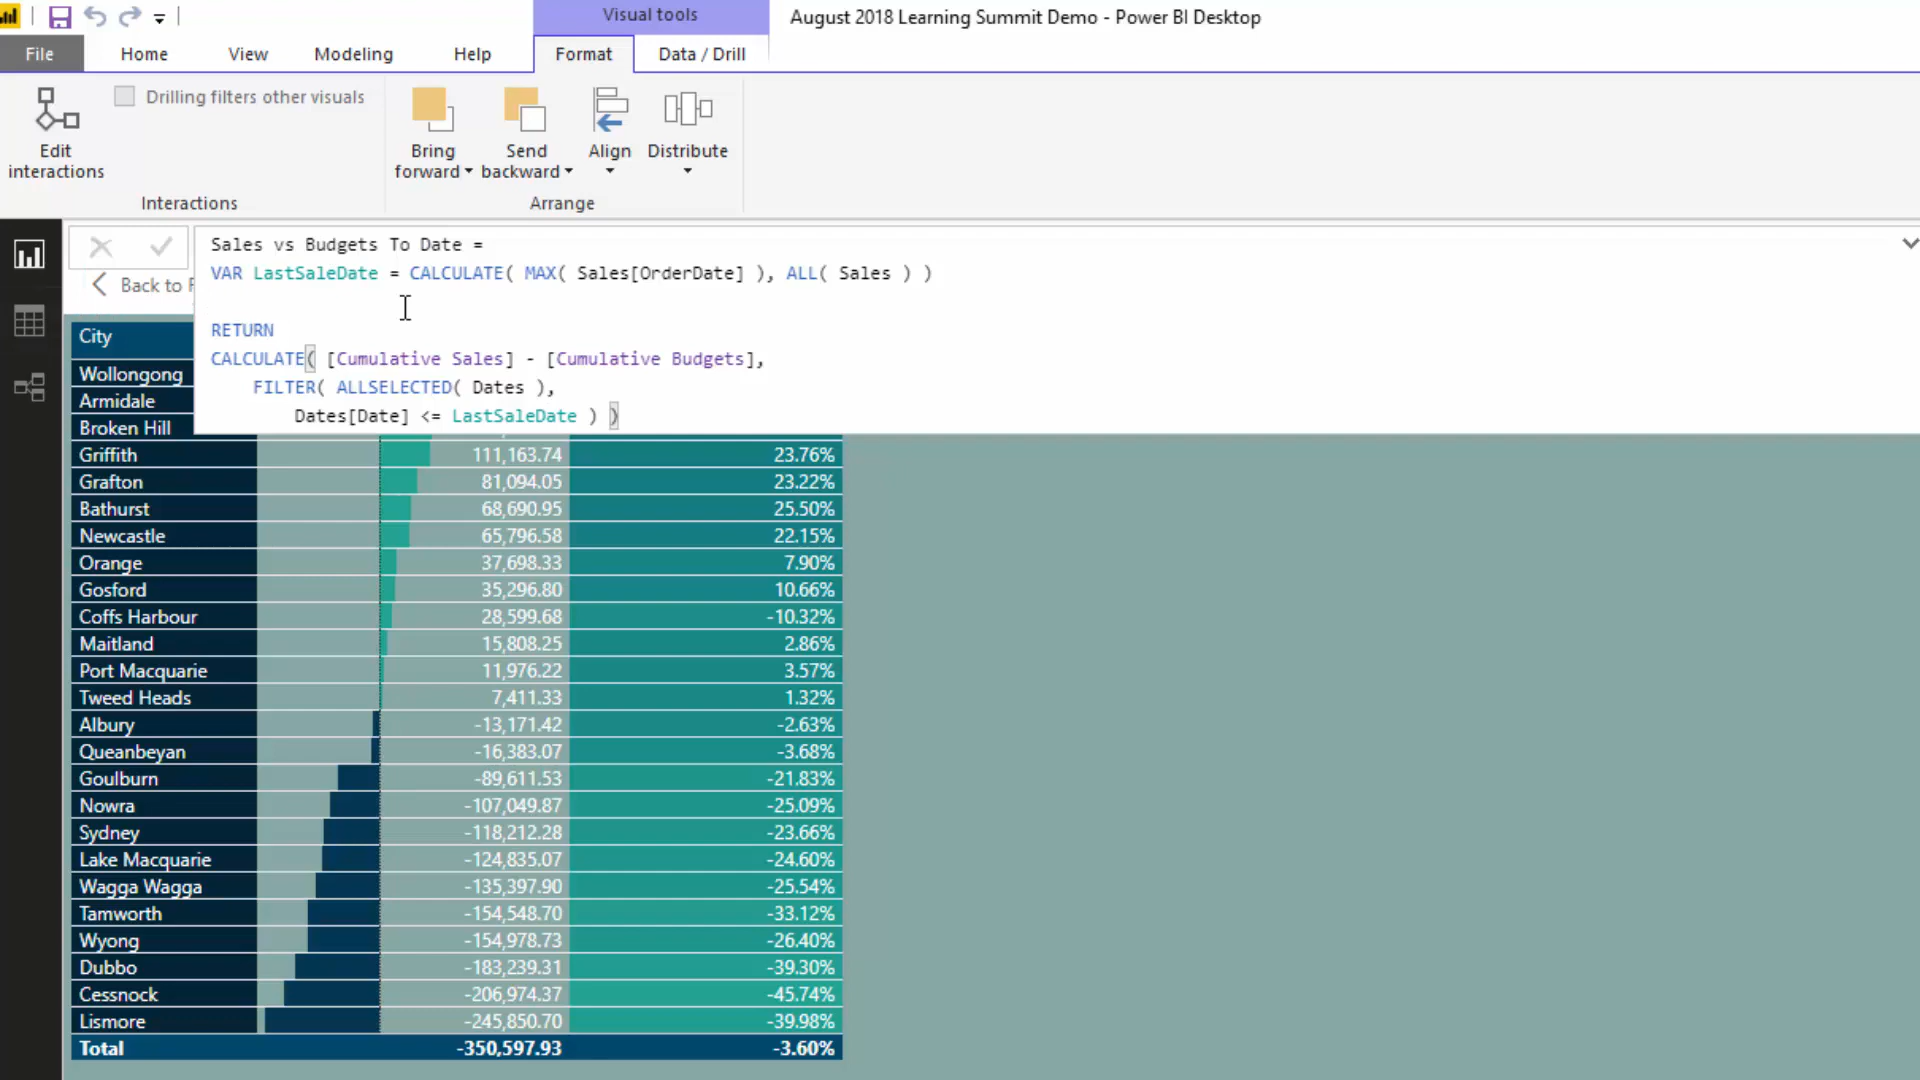 Visual tools
August 2018 Learning Summit Demo - Power BI Desktop
File Home View Modeling Help Format Data / Drill
Drilling filters other visuals
Edit interactions
Bring forward
Send backward
Align
Distribute
Interactions
Arrange
Sales vs Budgets To Date =
VAR LastSaleDate = CALCULATE( MAX( Sales[OrderDate] ), ALL( Sales ) )
Back to
RETURN
CALCULATE( [Cumulative Sales] - [Cumulative Budgets],
FILTER( ALLSELECTED( Dates ),
Dates[Date] <= LastSaleDate ) )
City
Wollongong
Armidale
Broken Hill
Griffith 111,163.74 23.76%
Grafton 81,094.05 23.22%
Bathurst 68,690.95 25.50%
Newcastle 65,796.58 22.15%
Orange 37,698.33 7.90%
Gosford 35,296.80 10.66%
Coffs Harbour 28,599.68 -10.32%
Maitland 15,808.25 2.86%
Port Macquarie 11,976.22 3.57%
Tweed Heads 7,411.33 1.32%
Albury -13,171.42 -2.63%
Queanbeyan -16,383.07 -3.68%
Goulburn -89,611.53 -21.83%
Nowra -107,049.87 -25.09%
Sydney -118,212.28 -23.66%
Lake Macquarie -124,835.07 -24.60%
Wagga Wagga -135,397.90 -25.54%
Tamworth -154,548.70 -33.12%
Wyong -154,978.73 -26.40%
Dubbo -183,239.31 -39.30%
Cessnock -206,974.37 -45.74%
Lismore -245,850.70 -39.98%
Total -350,597.93 -3.60%